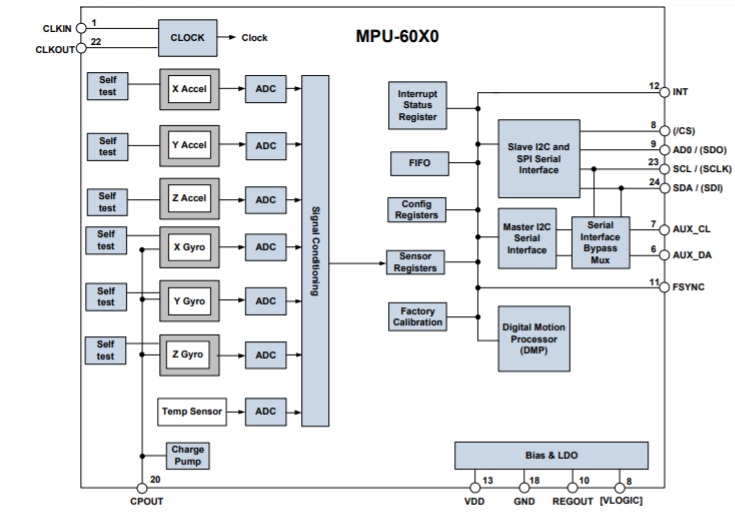 MPU-60X0
CLKIN
1
CLKOUT
22
CLOCK
Clock
Self
test
X Accel
ADC
Self
test
Y Accel
ADC
Self
test
Z Accel
ADC
Self
test
X Gyro
ADC
Self
test
Y Gyro
ADC
Self
test
Z Gyro
ADC
Temp Sensor
ADC
Charge
Pump
20
CPOUT
Signal Conditioning
Interrupt
Status
Register
FIFO
Config
Registers
Sensor
Registers
Factory
Calibration
Slave I2C and
SPI Serial
Interface
Master I2C
Serial
Interface
Serial
Interface
Bypass
Mux
Digital Motion
Processor
(DMP)
12
INT
8
(/CS)
9
AD0 / (SDO)
23
SCL / (SCLK)
24
SDA / (SDI)
7
AUX_CL
6
AUX_DA
11
FSYNC
Bias & LDO
13
VDD
18
GND
10
REGOUT
8
[VLOGIC]